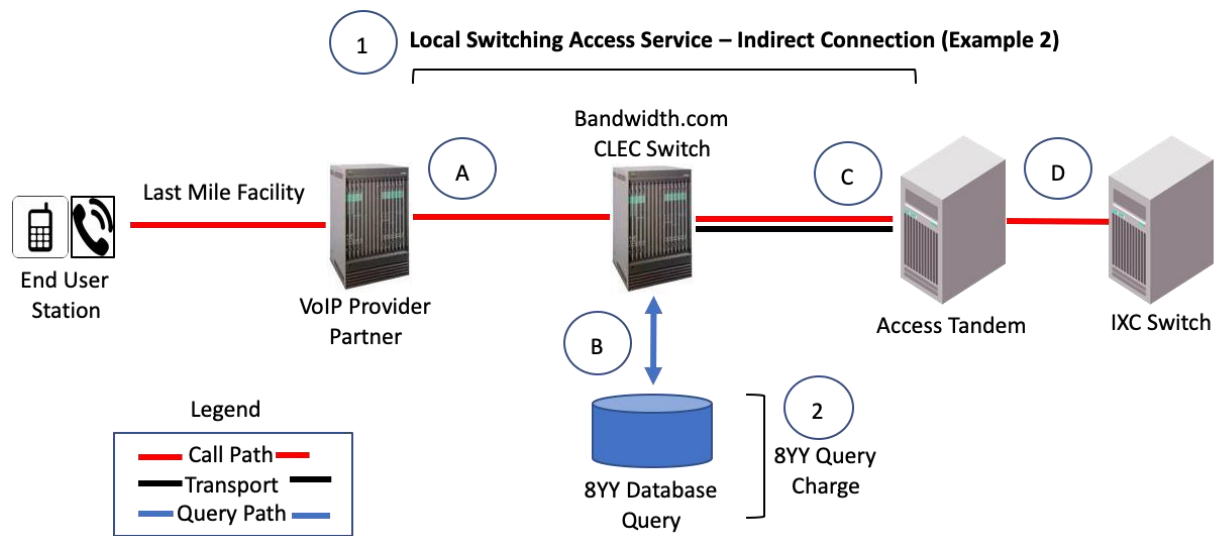 1
Local Switching Access Service – Indirect Connection (Example 2)
Bandwidth.com
CLEC Switch
A
C
D
Last Mile Facility
End User
Station
VoIP Provider
Partner
Access Tandem
IXC Switch
B
2
8YY Query
Charge
8YY Database
Query
Legend
Call Path
Transport
Query Path